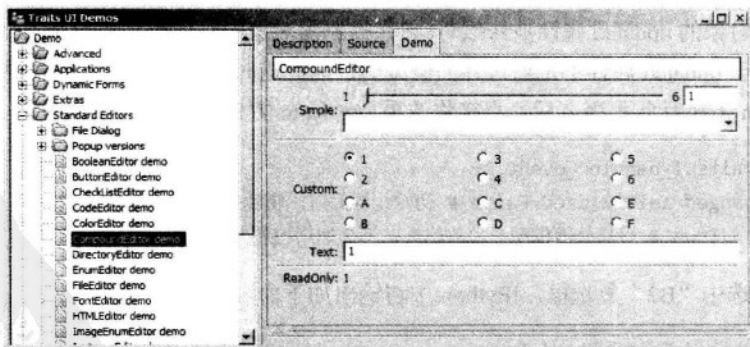 Traits UI Demos
Demo
Advanced
Applications
Dynamic Forms
Extras
Standard Editors
File Dialog
Popup versions
BooleanEditor demo
ButtonEditor demo
CheckListEditor demo
CodeEditor demo
ColorEditor demo
CompoundEditor demo
DirectoryEditor demo
EnumEditor demo
FileEditor demo
FontEditor demo
HTMLEditor demo
ImageEnumEditor demo
Description Source Demo
CompoundEditor
Simple: 1 6 1
Custom:
1 3 5
2 4 6
A C E
B D F
Text: 1
ReadOnly: 1